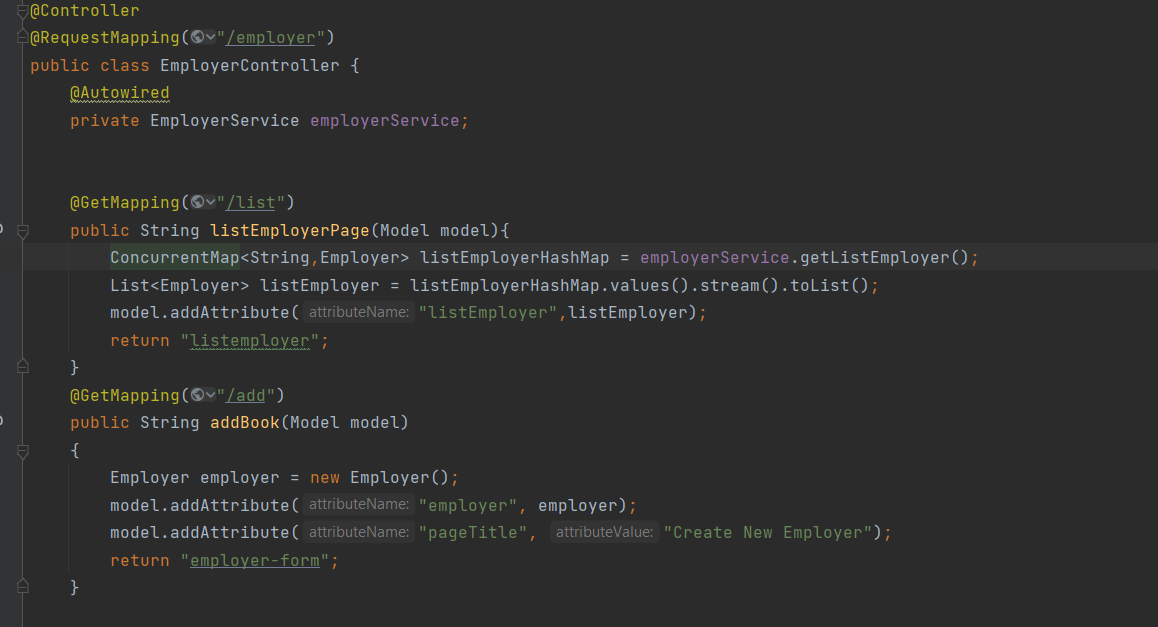 @Controller
@RequestMapping("/employer")
public class EmployerController {
@Autowired
private EmployerService employerService;
@GetMapping("/list")
public String listEmployerPage(Model model){
ConcurrentMap<String,Employer> listEmployerHashMap = employerService.getListEmployer();
List<Employer> listEmployer = listEmployerHashMap.values().stream().toList();
model.addAttribute( attributeName: "listEmployer",listEmployer);
return "listemployer";
}
@GetMapping("/add")
public String addBook(Model model)
{
Employer employer = new Employer();
model.addAttribute( attributeName: "employer", employer);
model.addAttribute( attributeName: "pageTitle", attributeValue: "Create New Employer");
return "employer-form";
}